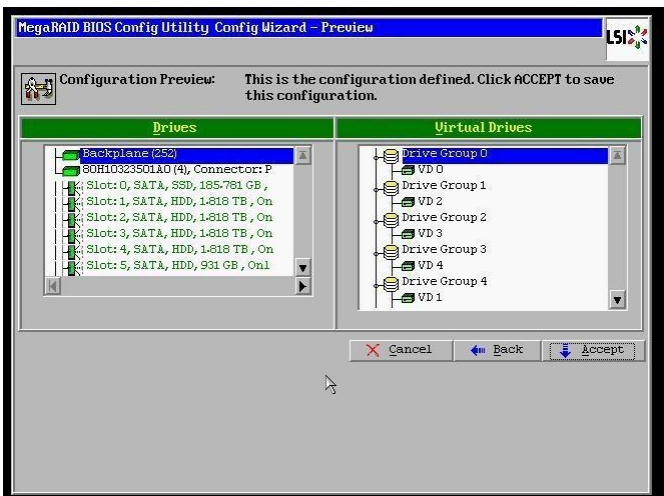 MegaRAID BIOS Config Utility Config Wizard - Preview
LSI
Configuration Preview: This is the configuration defined. Click ACCEPT to save
this configuration.
Drives
Backplane (252)
80H10323501A0 (4), Connector: P
Slot: 0, SATA, SSD, 185.781 GB,
Slot: 1, SATA, HDD, 1.818 TB, On
Slot: 2, SATA, HDD, 1.818 TB, On
Slot: 3, SATA, HDD, 1.818 TB, On
Slot: 4, SATA, HDD, 1.818 TB, On
Slot: 5, SATA, HDD, 931 GB, Onl
Virtual Drives
Drive Group 0
VD 0
Drive Group 1
VD 2
Drive Group 2
VD 3
Drive Group 3
VD 4
Drive Group 4
VD 1
Cancel
Back
Accept